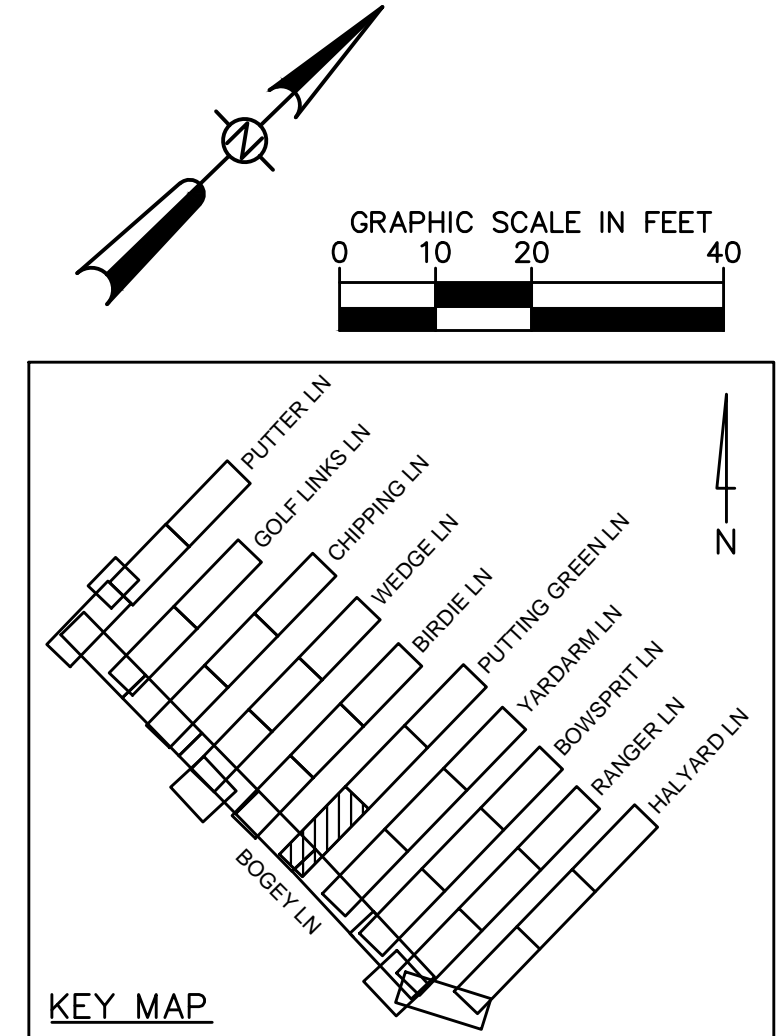 N
GRAPHIC SCALE IN FEET
0 10 20 40
PUTTER LN
GOLF LINKS LN
CHIPPING LN
WEDGE LN
BIRDIE LN
PUTTING GREEN LN
YARDARM LN
BOWSPRIT LN
RANGER LN
HALYARD LN
N
BOGEY LN
KEY MAP